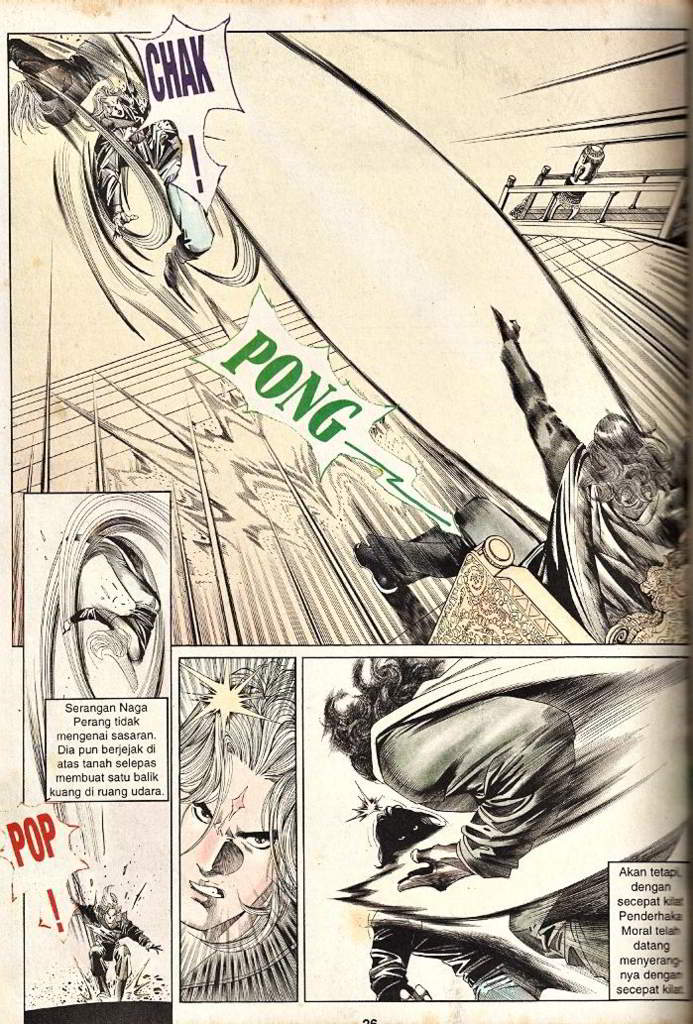 CHAK
!
PONG
Serangan Naga
Perang tidak
mengenai sasaran.
Dia pun berjejak di
atas tanah selepas
membuat satu balik
kuang di ruang udara.
POP
!
Akan tetapi,
dengan
secepat kilat
Penderhaka
Moral telah
datang
menyerang-
nya dengan
secepat kilat.
26